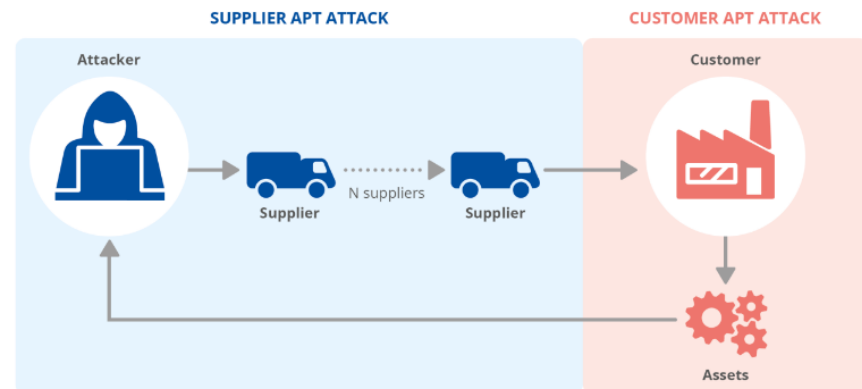 SUPPLIER APT ATTACK
CUSTOMER APT ATTACK
Attacker
Customer
N suppliers
Supplier
Supplier
Assets